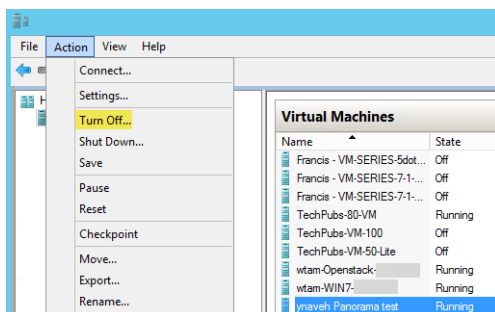 File Action View Help
Connect...
Settings...
Turn Off...
Shut Down...
Save
Pause
Reset
Checkpoint
Move...
Export...
Rename...
H
Virtual Machines
Name State
Francis - VM-SERIES-5dot... Off
Francis - VM-SERIES-7-1-... Off
Francis - VM-SERIES-7-1-... Off
TechPubs-80-VM Running
TechPubs-VM-100 Off
TechPubs-VM-50-Lite Off
wtam-Openstack- Running
wtam-WIN7- Running
ynaveh Panorama test Running